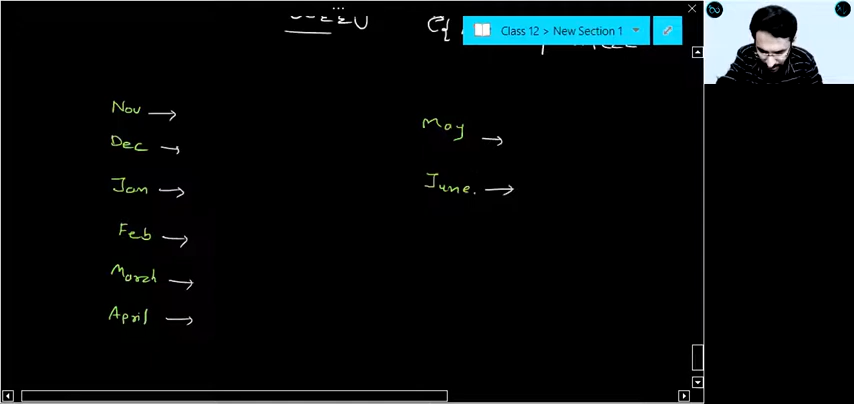 Class 12 > New Section 1
Nov →
Dec →
Jan →
Feb →
March →
April →
May →
June. →